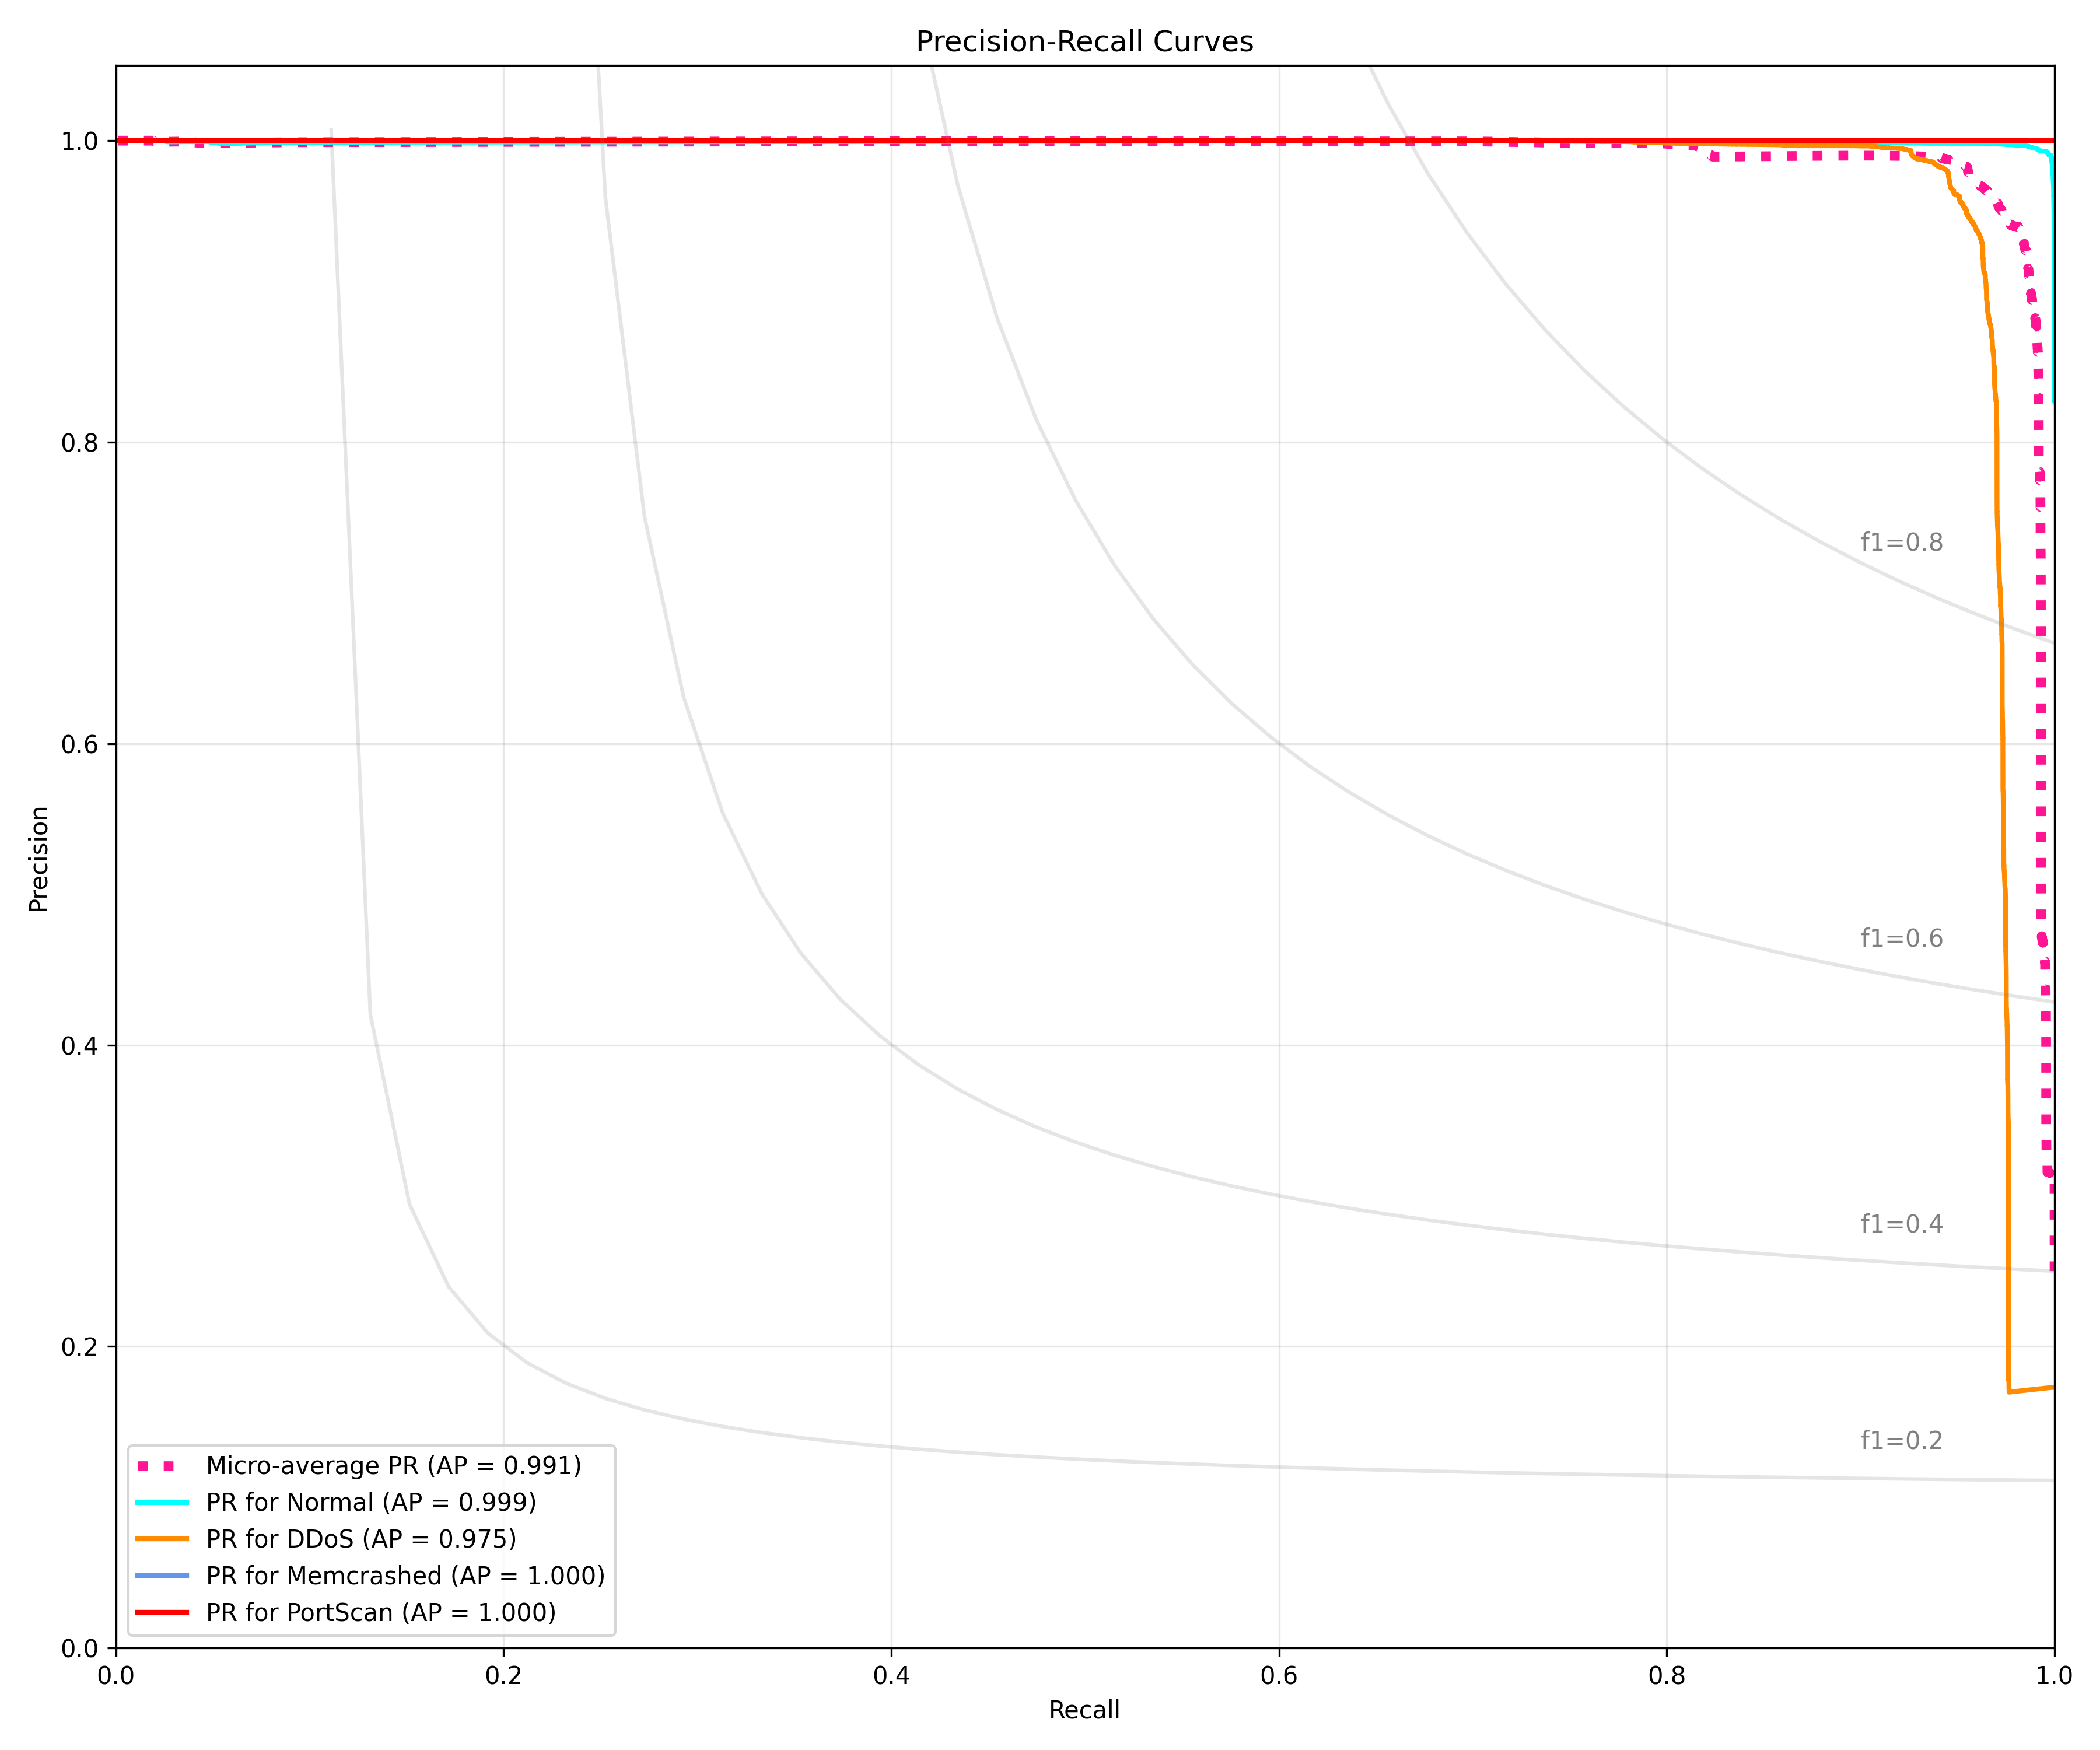 Precision-Recall Curves
1.0
0.8
0.6
0.4
0.2
0.0
Precision
f1=0.8
f1=0.6
f1=0.4
f1=0.2
Micro-average PR (AP = 0.991)
PR for Normal (AP = 0.999)
PR for DDoS (AP = 0.975)
PR for Memcrashed (AP = 1.000)
PR for PortScan (AP = 1.000)
0.0 0.2 0.4 0.6 0.8 1.0
Recall